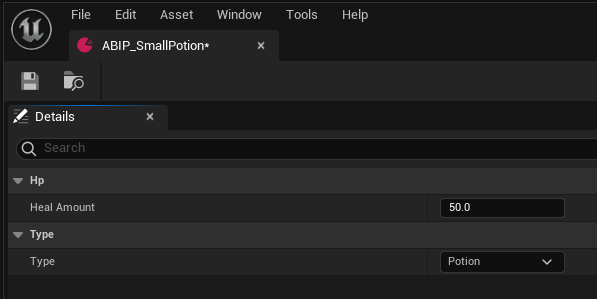 File Edit Asset Window Tools Help
ABIP_SmallPotion*
Details
Search
Hp
Heal Amount 50.0
Type
Type Potion